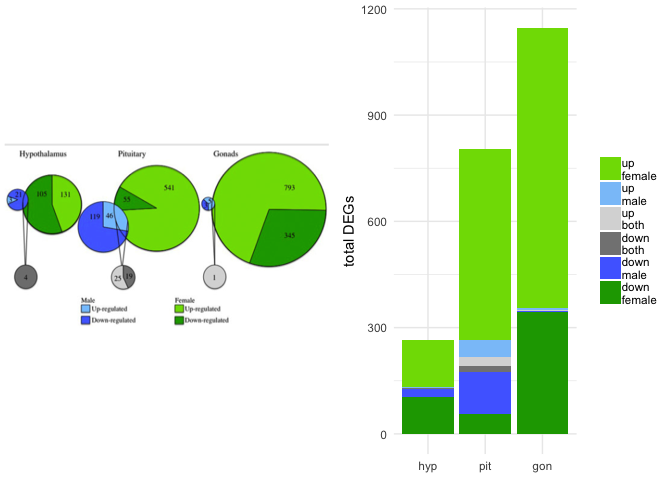 Hypothalamus
Pituitary
Gonads
21
105
131
4
119
46
55
541
25
19
793
345
1
Male
Up-regulated
Down-regulated
Female
Up-regulated
Down-regulated
total DEGs
1200
900
600
300
0
hyp
pit
gon
up
female
up
male
up
both
down
both
down
male
down
female